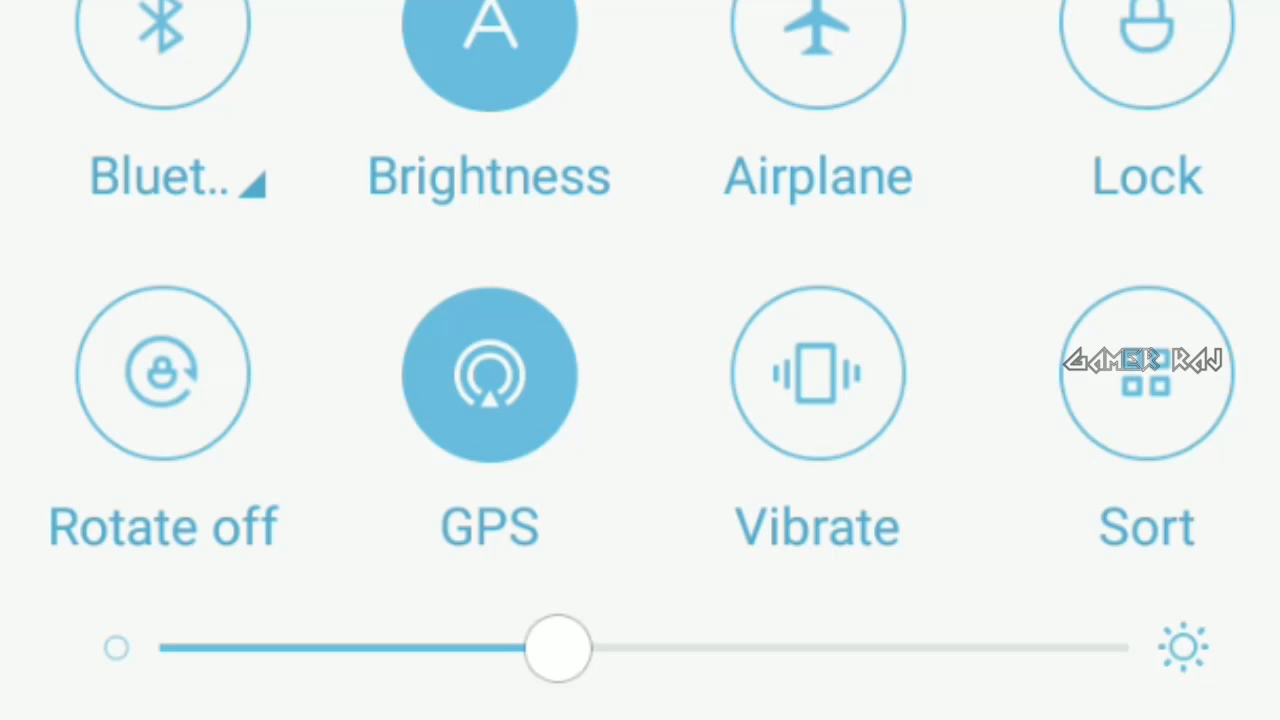 Bluet.. Brightness Airplane Lock
GAMER RAJ
Rotate off GPS Vibrate Sort